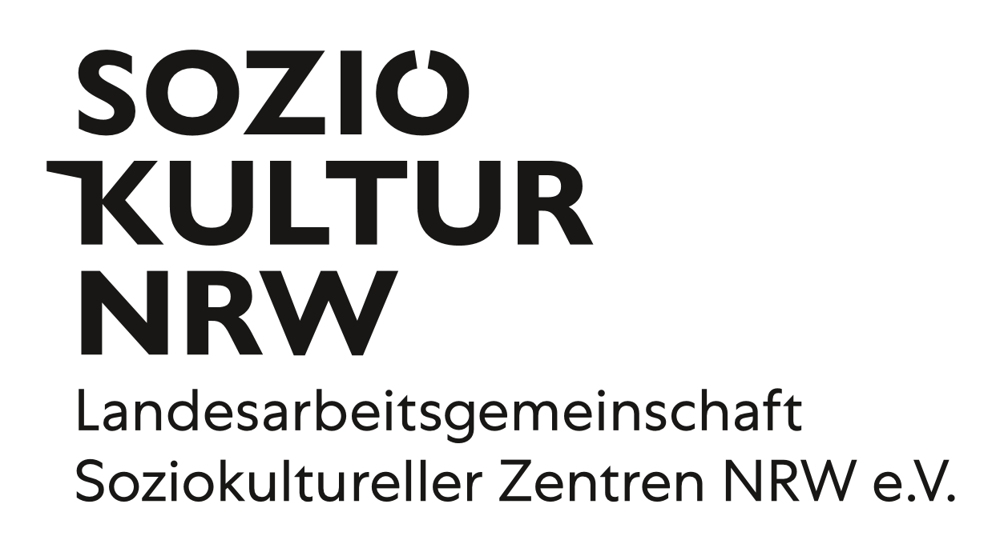 SOZIO
KULTUR
NRW
Landesarbeitsgemeinschaft
Soziokultureller Zentren NRW e.V.